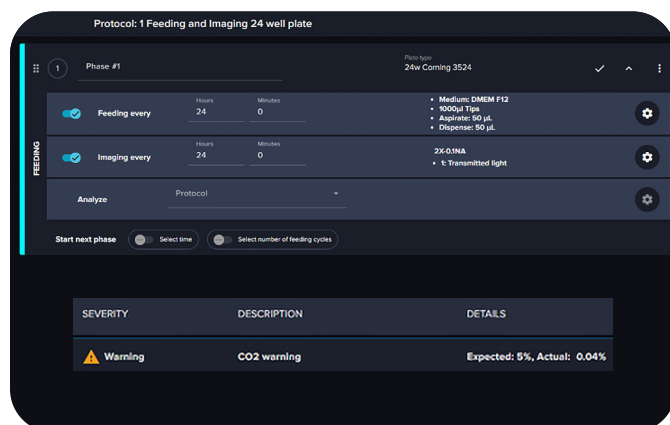 Protocol: 1 Feeding and Imaging 24 well plate
1
Phase #1
Plate type
24w Corning 3524
FEEDING
Feeding every
Hours
24
Minutes
0
• Medium: DMEM F12
• 1000µl Tips
• Aspirate: 50 µL
• Dispense: 50 µL
Imaging every
Hours
24
Minutes
0
2X-0,1NA
• 1: Transmitted light
Analyze
Protocol
Start next phase
Select time
Select number of feeding cycles
SEVERITY DESCRIPTION DETAILS
Warning CO2 warning Expected: 5%, Actual: 0.04%